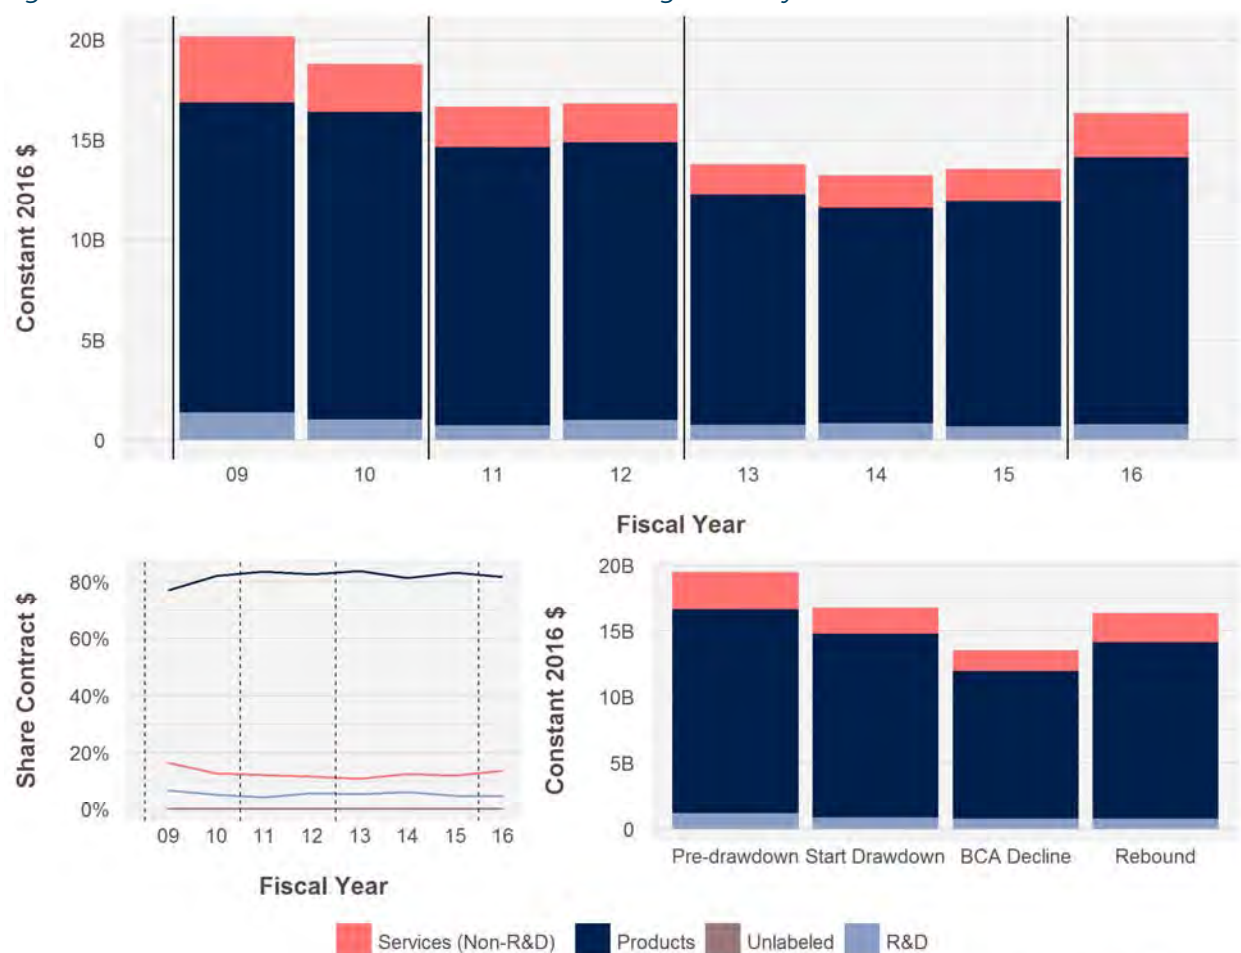 20B
15B
10B
5B
0
Constant 2016 $
09 10 11 12 13 14 15 16
Fiscal Year
80%
60%
40%
20%
0%
Share Contract $
09 10 11 12 13 14 15 16
Fiscal Year
20B
15B
10B
5B
0
Constant 2016 $
Pre-drawdown Start Drawdown BCA Decline Rebound
Services (Non-R&D) Products Unlabeled R&D